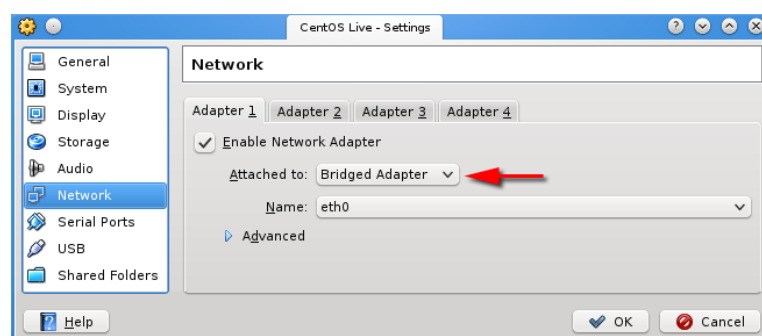 CentOS Live - Settings
General
System
Display
Storage
Audio
Network
Serial Ports
USB
Shared Folders
Network
Adapter 1 Adapter 2 Adapter 3 Adapter 4
Enable Network Adapter
Attached to: Bridged Adapter
Name: eth0
Advanced
Help
OK
Cancel